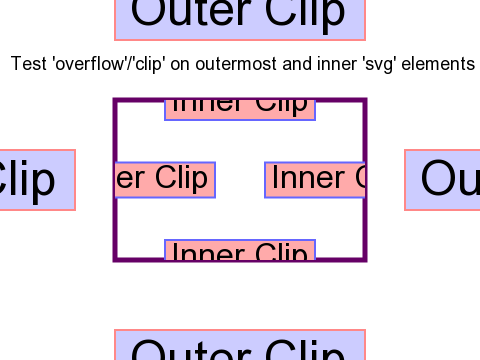 Outer Clip
Test 'overflow'/'clip' on outermost and inner 'svg' elements
Inner Clip
Clip er Clip Inner C Ou
Inner Clip
Outer Clip